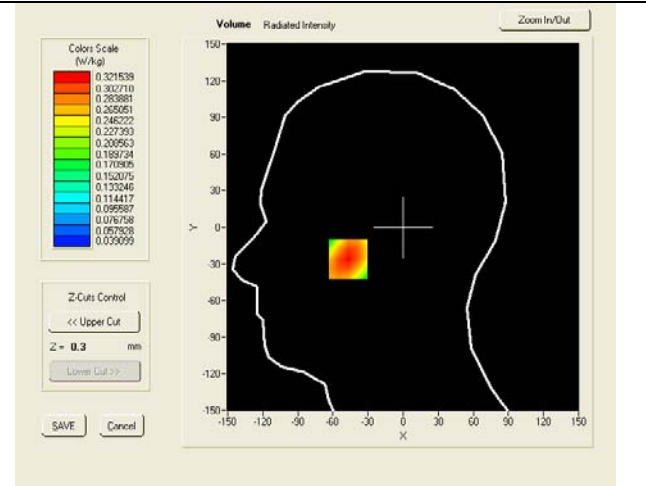 Volume Radiated Intensity
Zoom In/Out
Colors Scale
(W/kg)
0.321539
0.302710
0.283881
0.265051
0.246222
0.227393
0.208563
0.189734
0.170905
0.152075
0.133246
0.114417
0.095587
0.076758
0.057928
0.039099
Z-Cuts Control
<< Upper Cut
Z = 0.3 mm
Lower Cut >>
SAVE Cancel
150
120
90
60
30
0
-30
-60
-90
-120
-150
Y
-150 -120 -90 -60 -30 0 30 60 90 120 150
X